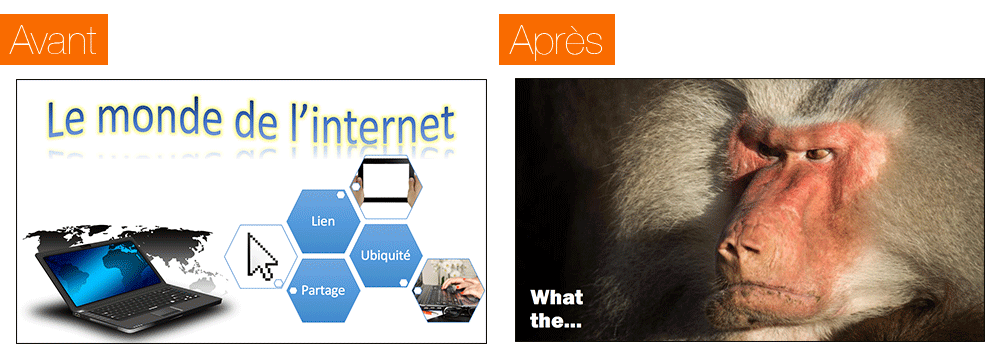 Avant
Après
Le monde de l'internet
Lien
Ubiquité
Partage
What
the...